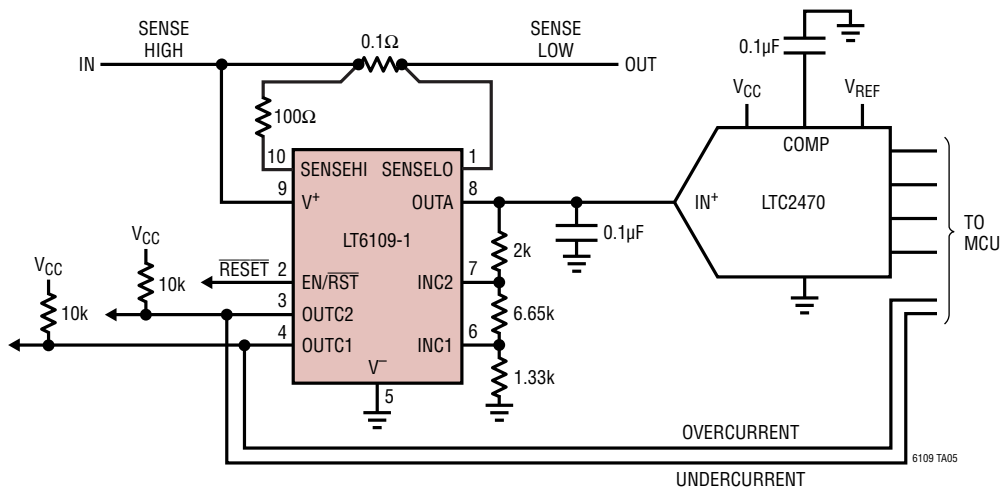 SENSE
HIGH
0.1Ω
SENSE
LOW
IN
OUT
100Ω
0.1µF
VCC
VREF
COMP
IN+
LTC2470
TO
MCU
10
SENSEHI
SENSELO
1
9
V+
OUTA
8
LT6109-1
0.1µF
2k
VCC
10k
RESET
2
EN/RST
INC2
7
VCC
10k
3
OUTC2
6.65k
4
OUTC1
INC1
6
V–
5
1.33k
OVERCURRENT
6109 TA05
UNDERCURRENT